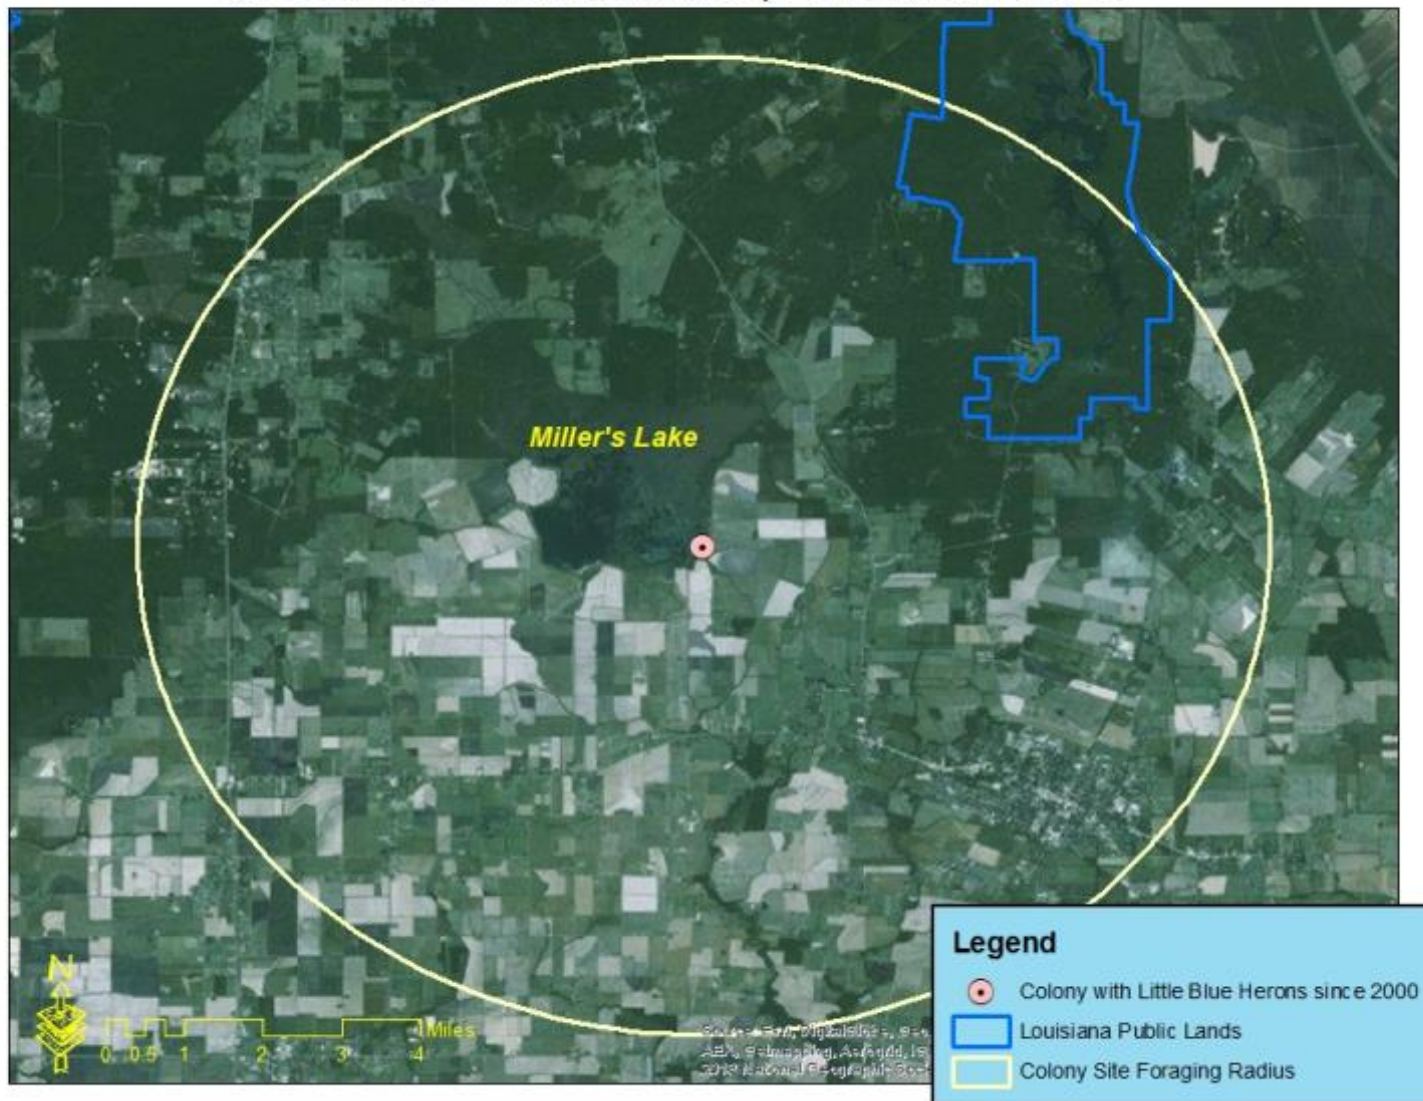 Miller's Lake
N
0 0.5 1 2 3 4 Miles
Legend
Colony with Little Blue Herons since 2000
Louisiana Public Lands
Colony Site Foraging Radius